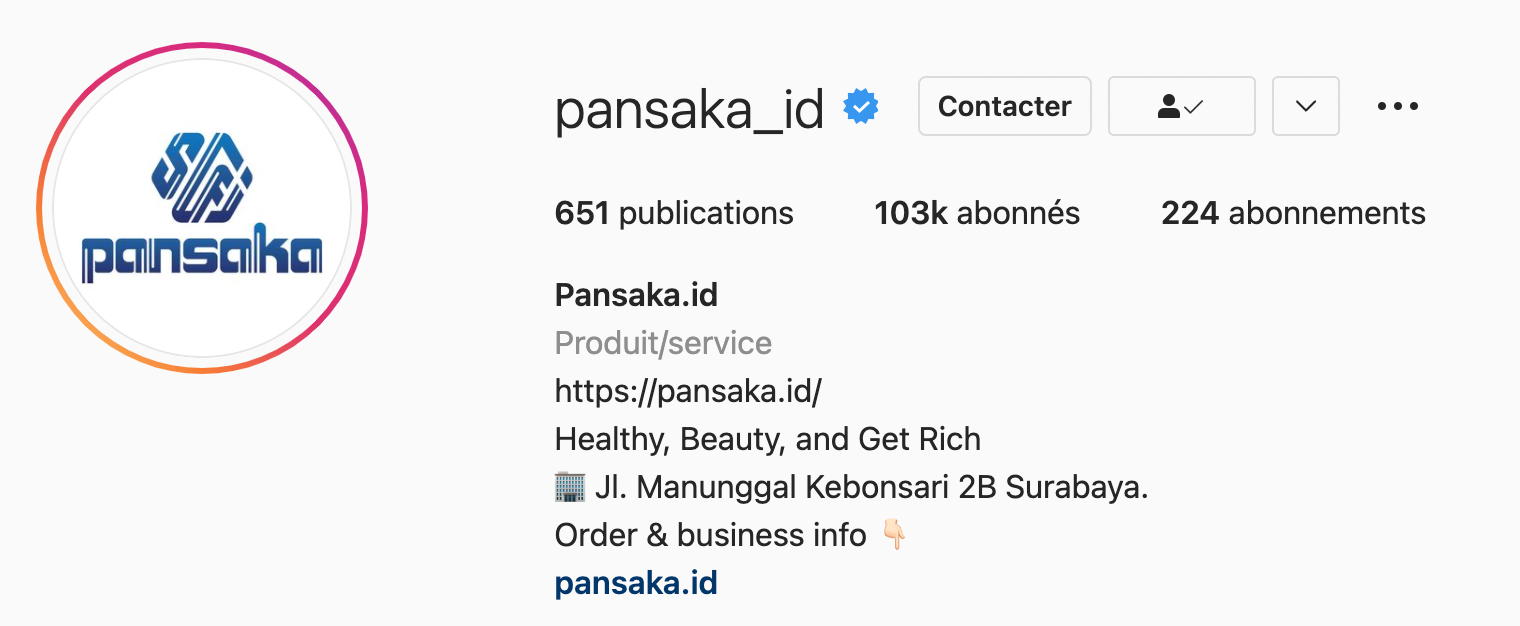 pansaka
pansaka_id Contacter
651 publications 103k abonnés 224 abonnements
Pansaka.id
Produit/service
https://pansaka.id/
Healthy, Beauty, and Get Rich
🏢 Jl. Manunggal Kebonsari 2B Surabaya.
Order & business info 👇🏻
pansaka.id